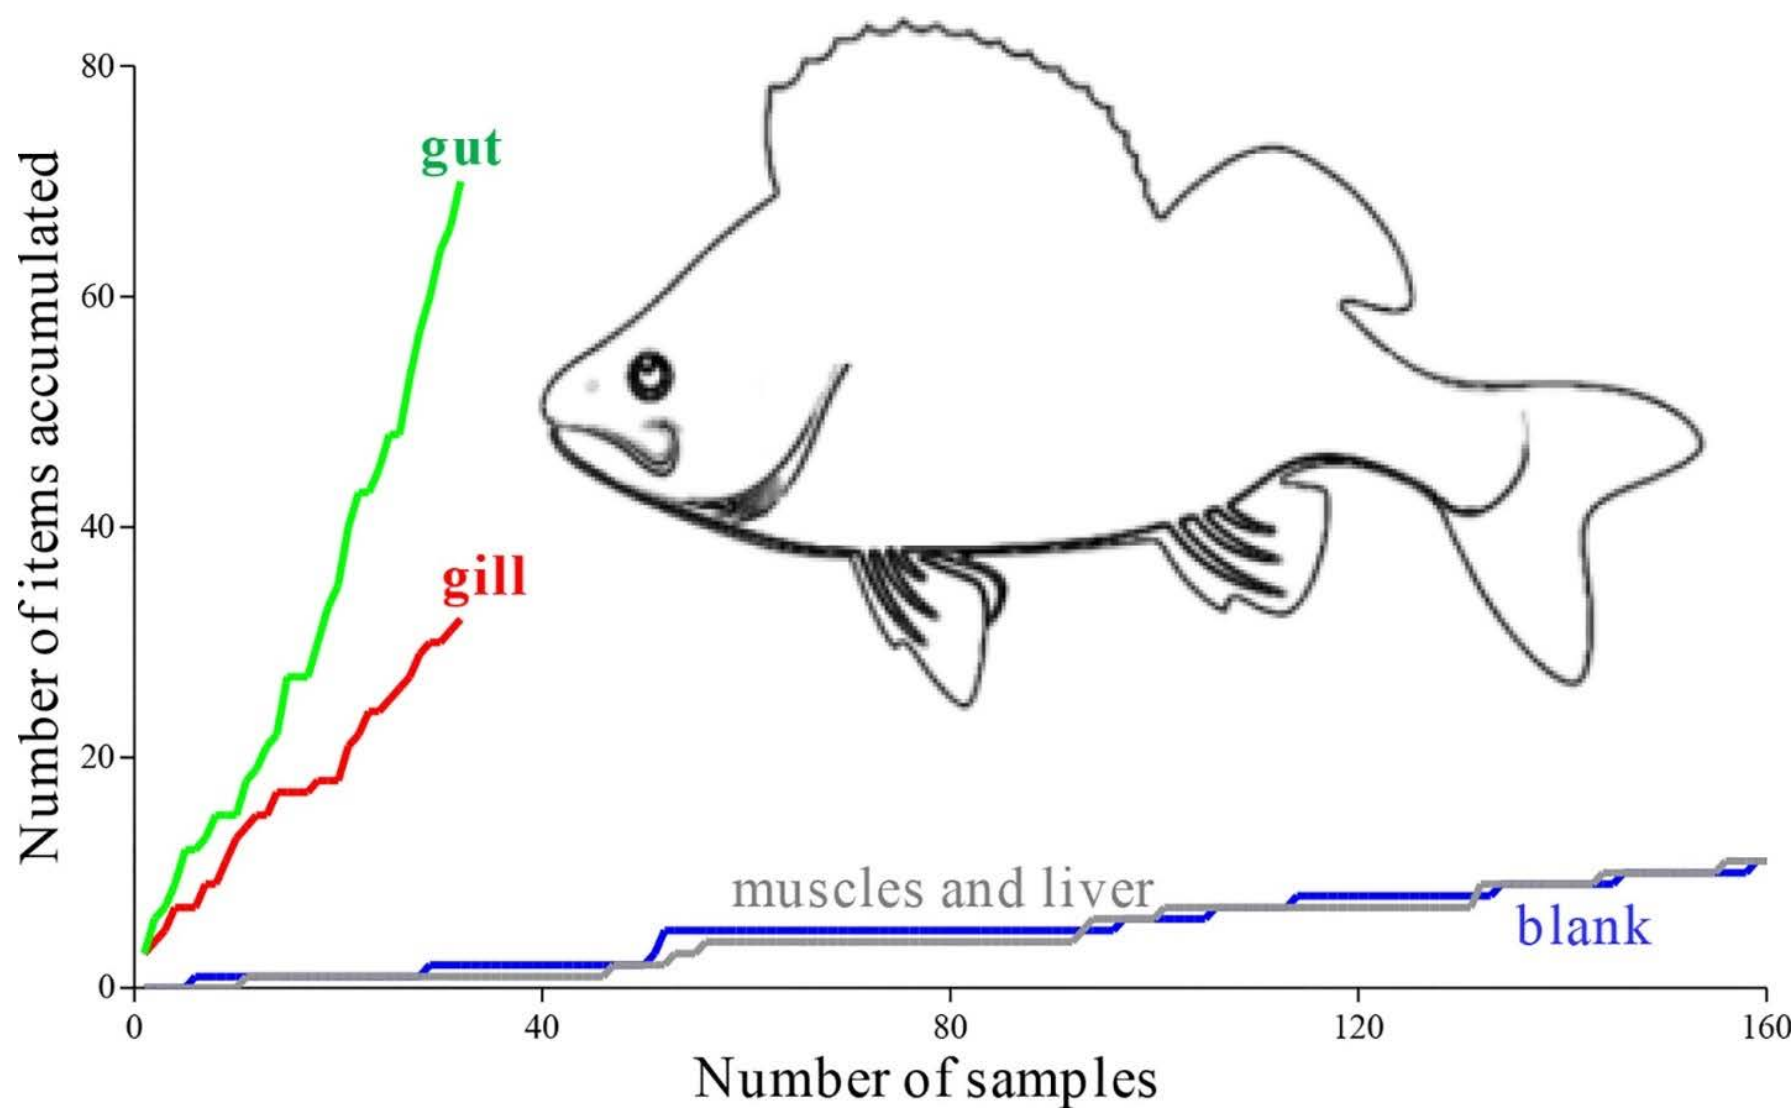 Number of items accumulated
80
60
40
20
0
gut
gill
muscles and liver
blank
0 40 80 120 160
Number of samples